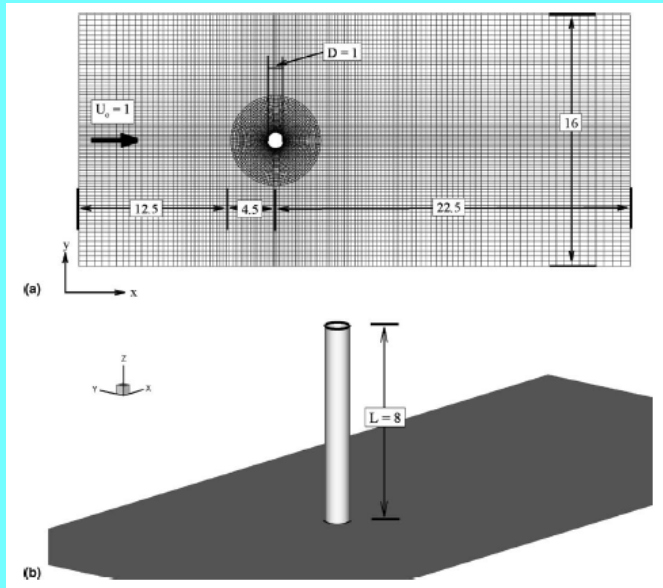 D = 1
U₀ = 1
16
12.5
4.5
22.5
y
x
(a)
Z
Y
X
L = 8
(b)